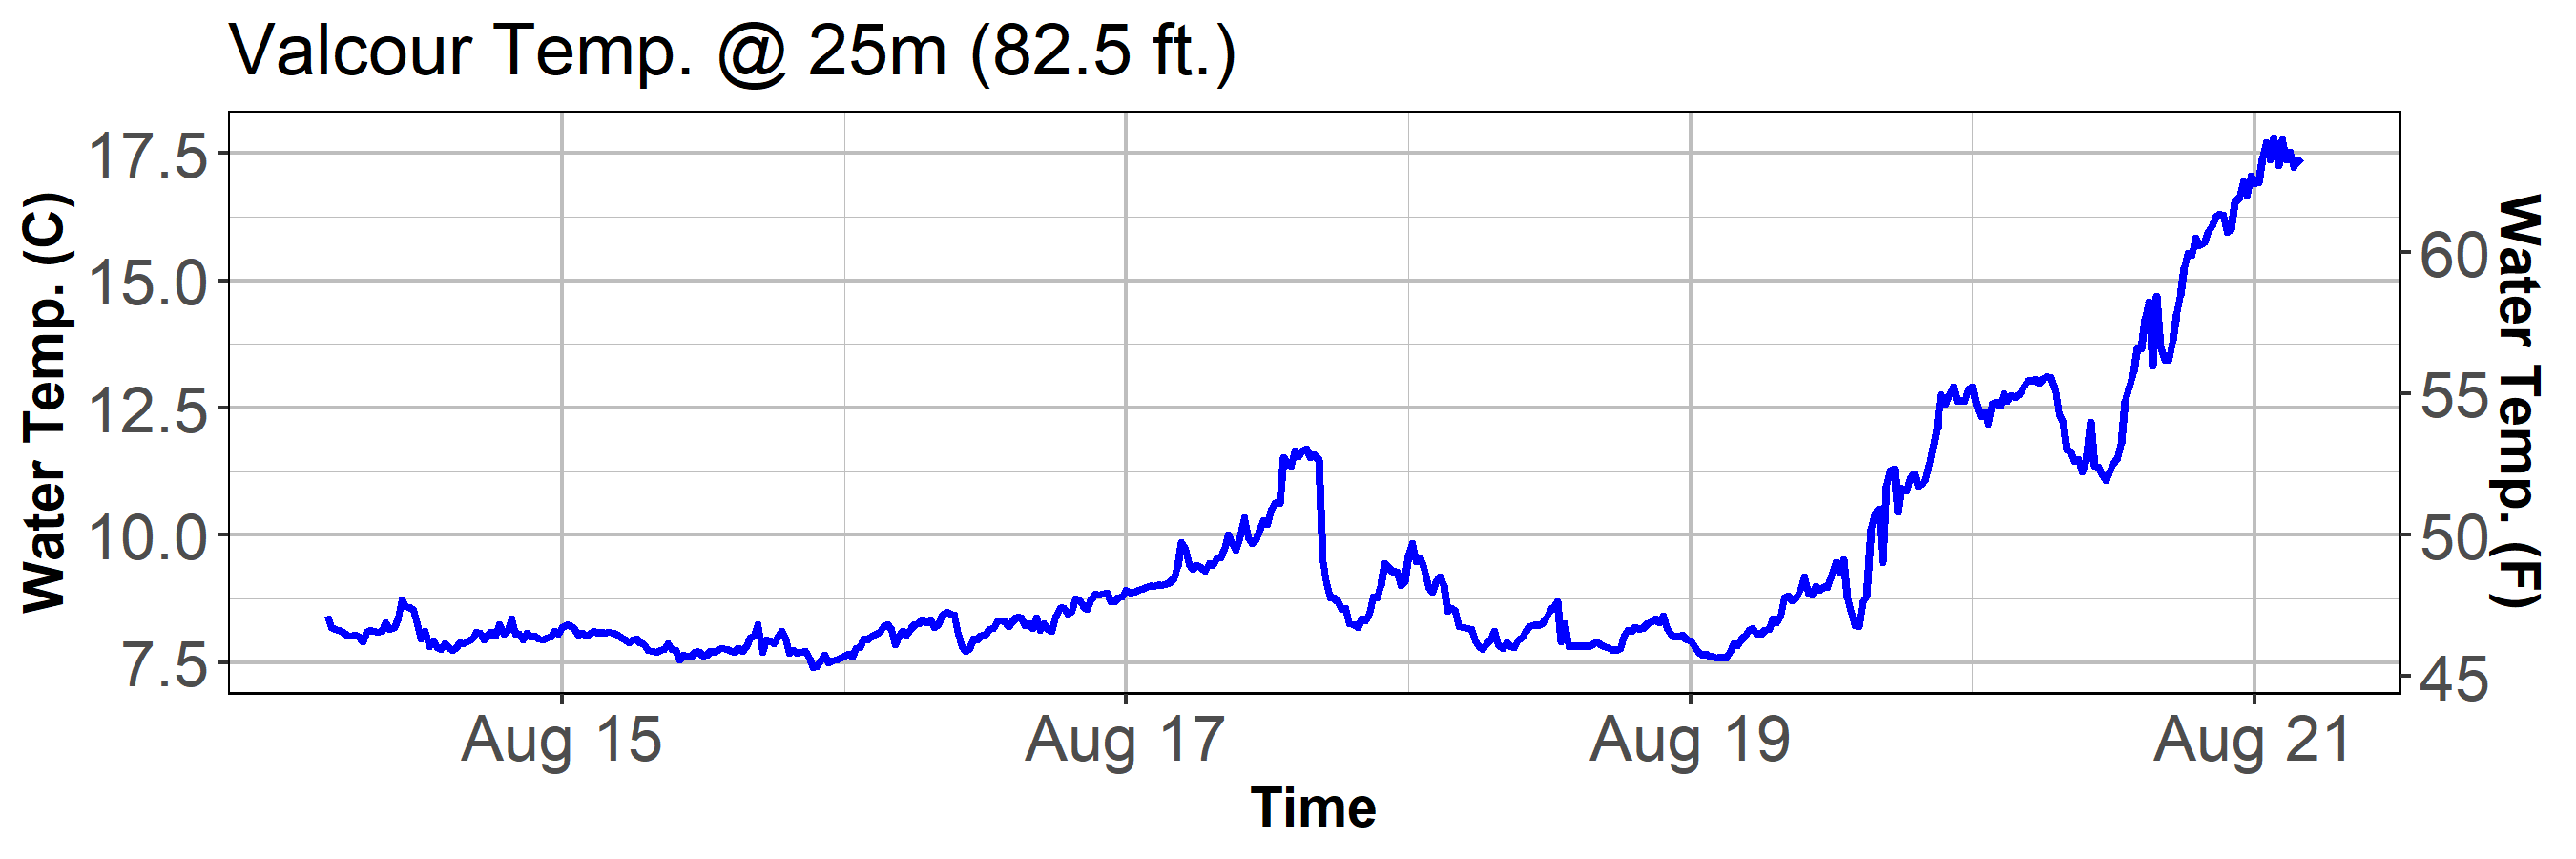 Valcour Temp. @ 25m (82.5 ft.)
Water Temp. (C)
17.5
15.0
12.5
10.0
7.5
60
55
50
45
Water Temp. (F)
Aug 15 Aug 17 Aug 19 Aug 21
Time